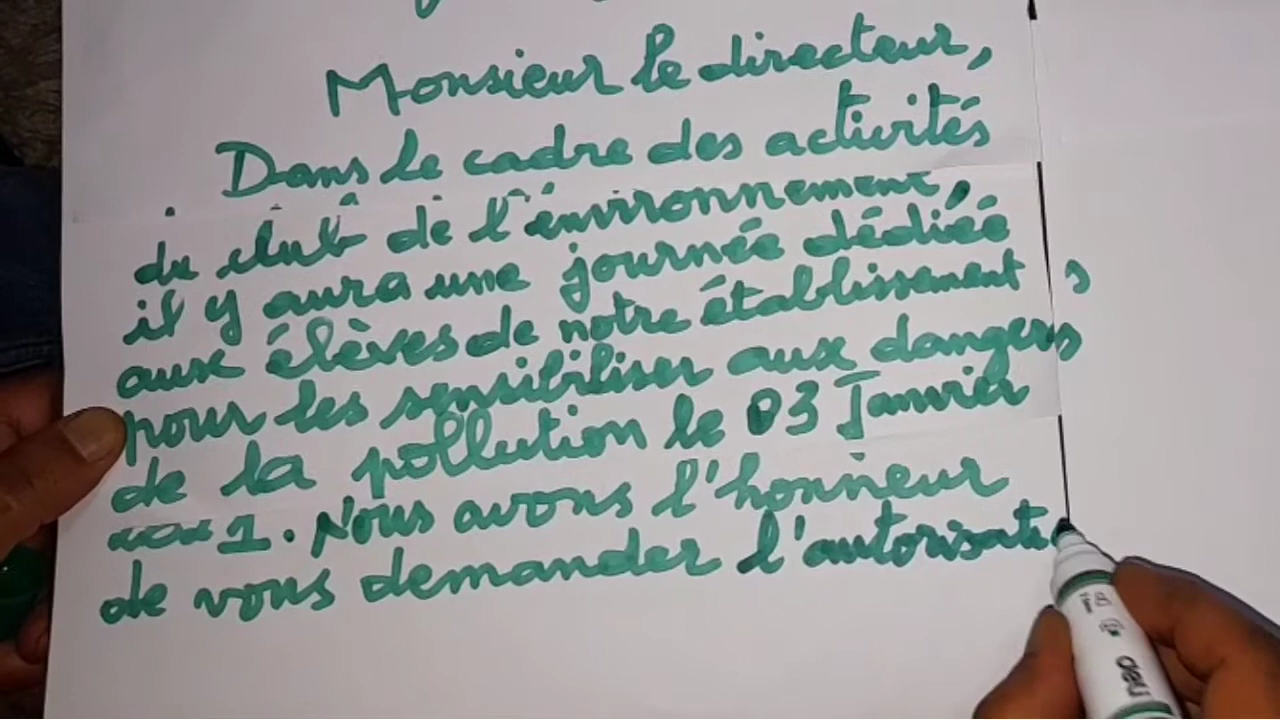 Monsieur le directeur,
Dans le cadre des activités
du club de l'environnement,
il y aura une journée dédiée
aux élèves de notre établissement,
pour les sensibiliser aux dangers
de la pollution le 03 Janvier
1. Nous avons l'honneur
de vous demander l'autorisati
deli